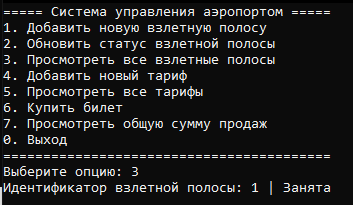 ===== Система управления аэропортом =====
1. Добавить новую взлетную полосу
2. Обновить статус взлетной полосы
3. Просмотреть все взлетные полосы
4. Добавить новый тариф
5. Просмотреть все тарифы
6. Купить билет
7. Просмотреть общую сумму продаж
0. Выход
=========================================
Выберите опцию: 3
Идентификатор взлетной полосы: 1 | Занята